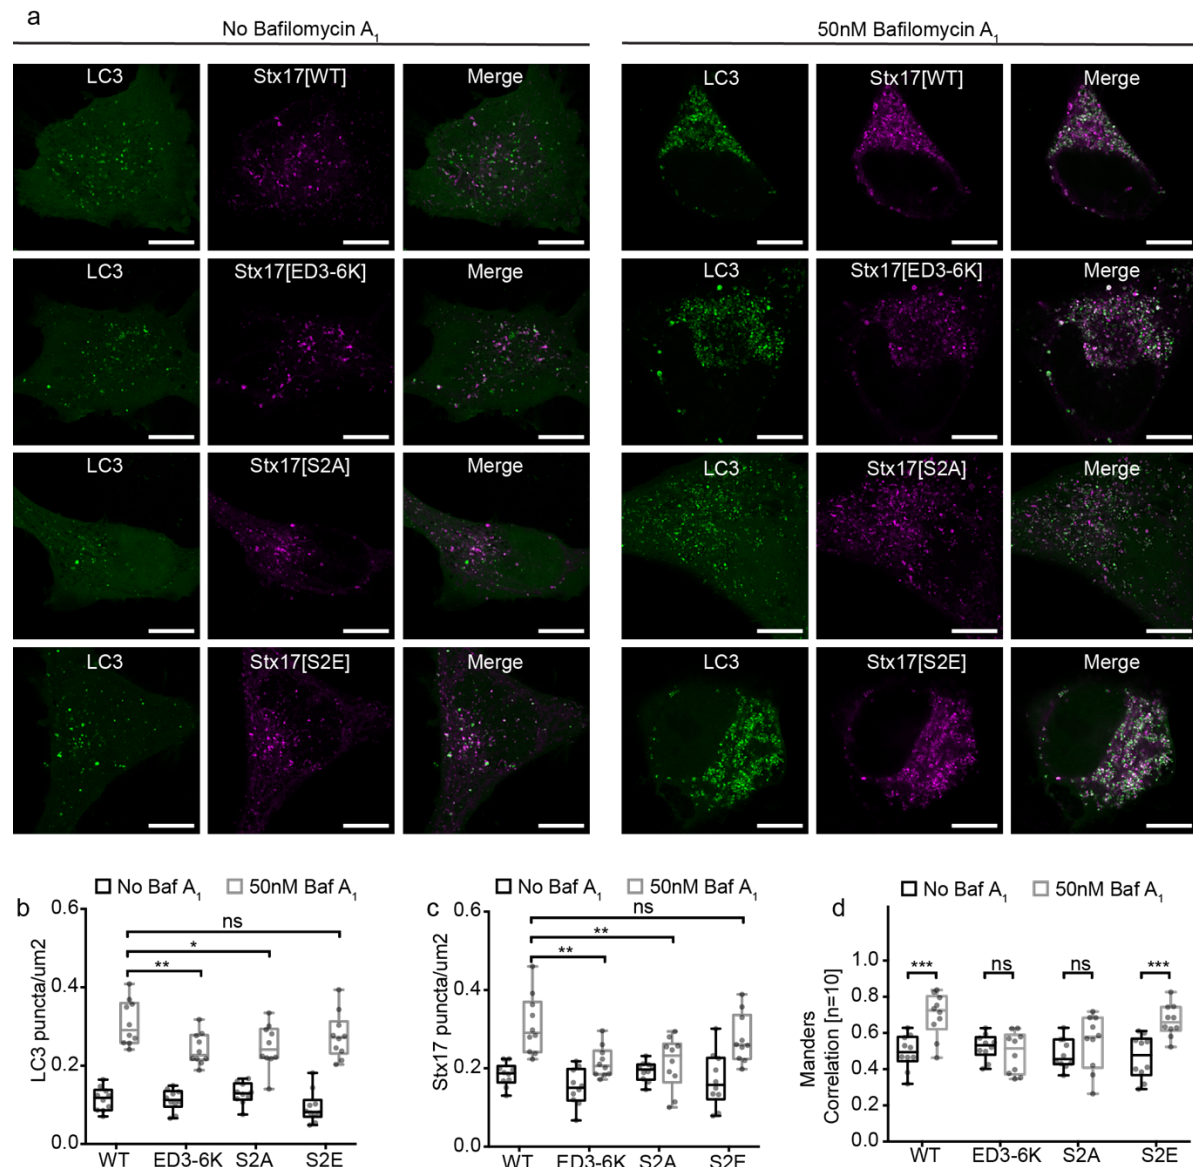 a
No Bafilomycin A1
50nM Bafilomycin A1
LC3 Stx17[WT] Merge LC3 Stx17[WT] Merge
LC3 Stx17[ED3-6K] Merge LC3 Stx17[ED3-6K] Merge
LC3 Stx17[S2A] Merge LC3 Stx17[S2A] Merge
LC3 Stx17[S2E] Merge LC3 Stx17[S2E] Merge
b
No Baf A1 50nM Baf A1
LC3 puncta/um2
0.6
0.4
0.2
0.0
ns
*
**
WT ED3-6K S2A S2E
c
No Baf A1 50nM Baf A1
Stx17 puncta/um2
0.6
0.4
0.2
0.0
ns
**
**
WT ED3-6K S2A S2E
d
No Baf A1 50nM Baf A1
Manders
Correlation [n=10]
1.0
0.8
0.6
0.4
0.2
0.0
*** ns ns ***
WT ED3-6K S2A S2E